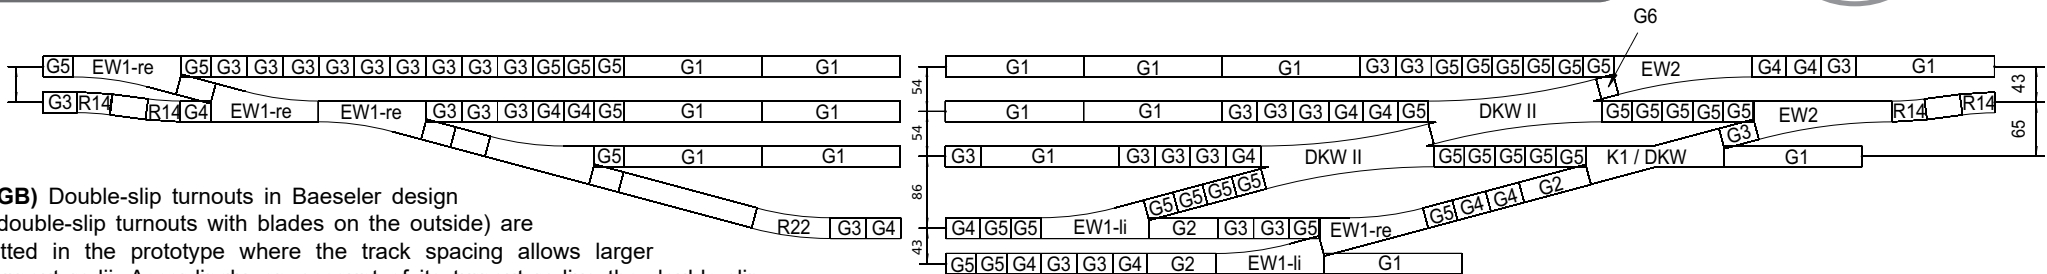 G6
G5 EW1-re G5 G3 G3 G3 G3 G3 G3 G3 G3 G3 G5 G5 G5 G1 G1
G3 R14 R14 G4 EW1-re EW1-re G3 G3 G3 G4 G4 G5 G1 G1
G5 G1 G1
R22 G3 G4
54
54
86
43
G1 G1 G1 G3 G3 G5 G5 G5 G5 G5 G5 EW2 G4 G4 G3 G1
G1 G1 G3 G3 G3 G4 G4 G5 DKW II G5 G5 G5 G5 G5 EW2 R14 R14
G3
G3 G1 G3 G3 G3 G4 DKW II G5 G5 G5 G5 G5 K1 / DKW G1
G5 G5 G5 G5
G5 G4 G4 G2
G4 G5 G5 EW1-li G2 G3 G3 G5 EW1-re
G5 G5 G4 G3 G3 G4 G2 EW1-li G1
43
65
GB) Double-slip turnouts in Baeseler design
double-slip turnouts with blades on the outside) are
tted in the prototype where the track spacing allows larger